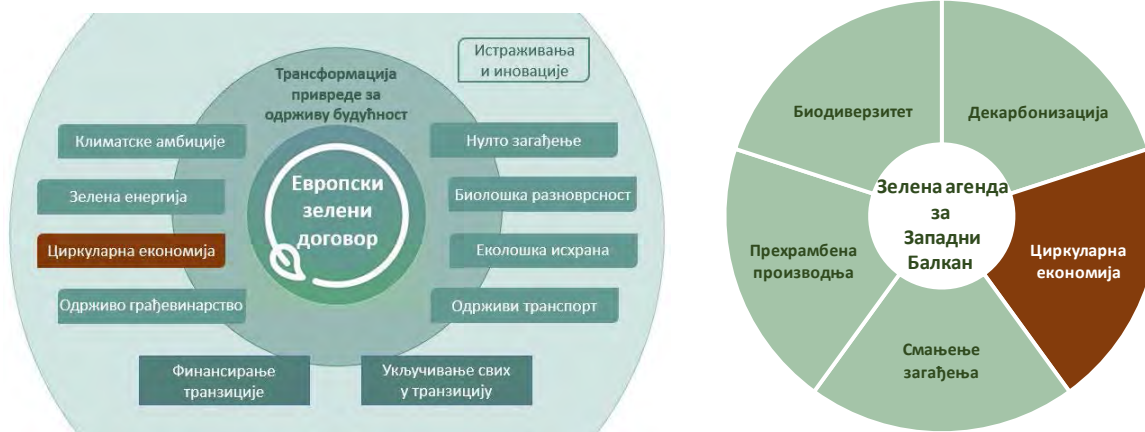 Истраживања
и иновације
Трансформација
привреде за
одрживу будућност
Климатске амбиције
Зелена енергија
Циркуларна економија
Одрживо грађевинарство
Европски
зелени
договор
Нулто загађење
Биолошка разноврсност
Еколошка исхрана
Одрживи транспорт
Финансирање
транзиције
Укључивање свих
у транзицију
Биодиверзитет
Декарбонизација
Зелена агенда
за
Западни
Балкан
Прехрамбена
производња
Циркуларна
економија
Смањење
загађења